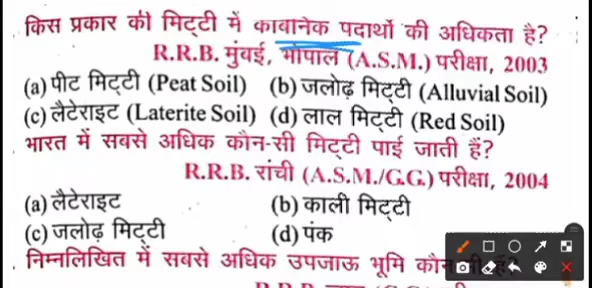 किस प्रकार की मिट्टी में कार्बानिक पदार्थो की अधिकता है?
R.R.B. मुंबई, भोपाल (A.S.M.) परीक्षा, 2003
(a) पीट मिट्टी (Peat Soil) (b) जलोढ़ मिट्टी (Alluvial Soil)
(c) लैटेराइट (Laterite Soil) (d) लाल मिट्टी (Red Soil)
भारत में सबसे अधिक कौन-सी मिट्टी पाई जाती हैं?
R.R.B. रांची (A.S.M./G.G.) परीक्षा, 2004
(a) लैटेराइट (b) काली मिट्टी
(c) जलोढ़ मिट्टी (d) पंक
. निम्नलिखित में सबसे अधिक उपजाऊ भूमि कौन